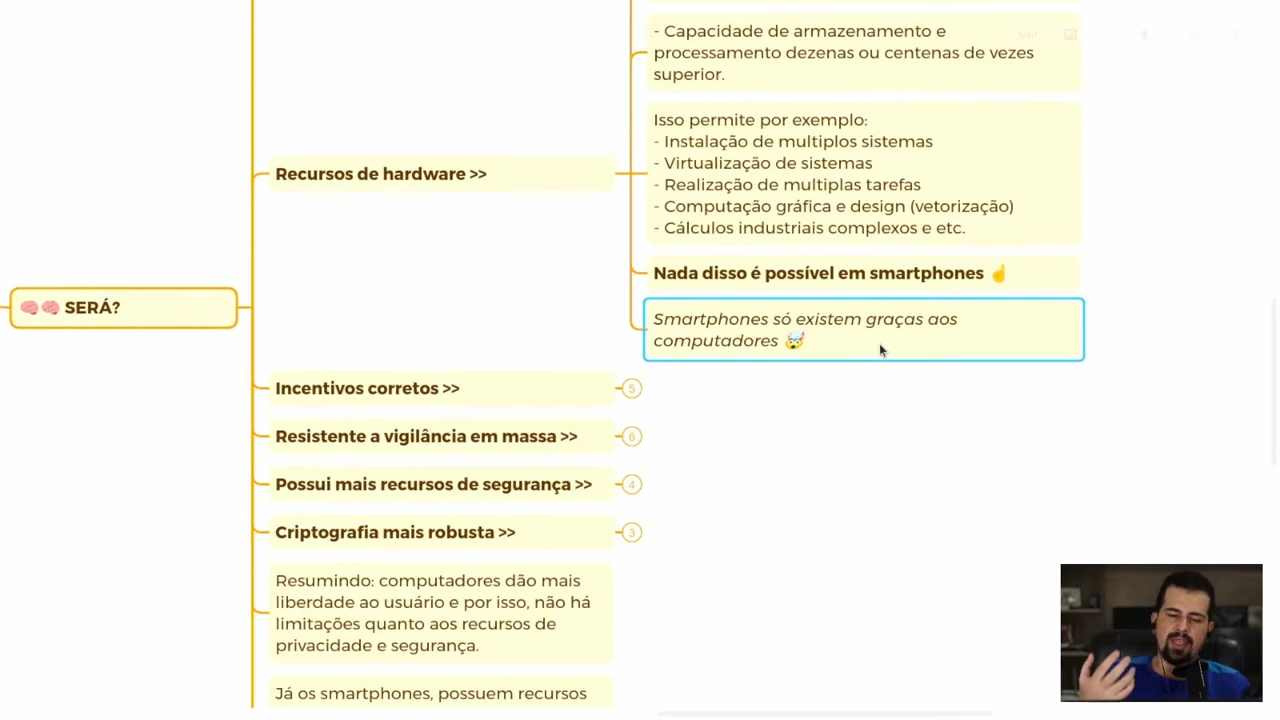 - Capacidade de armazenamento e
processamento dezenas ou centenas de vezes
superior.
Isso permite por exemplo:
- Instalação de multiplos sistemas
- Virtualização de sistemas
- Realização de multiplas tarefas
- Computação gráfica e design (vetorização)
- Cálculos industriais complexos e etc.
Recursos de hardware >>
Nada disso é possível em smartphones ☝️
🧠🧠 SERÁ?
Smartphones só existem graças aos
computadores 🤯
Incentivos corretos >>
5
Resistente a vigilância em massa >>
6
Possui mais recursos de segurança >>
4
Criptografia mais robusta >>
3
Resumindo: computadores dão mais
liberdade ao usuário e por isso, não há
limitações quanto aos recursos de
privacidade e segurança.
Já os smartphones, possuem recursos
Sair